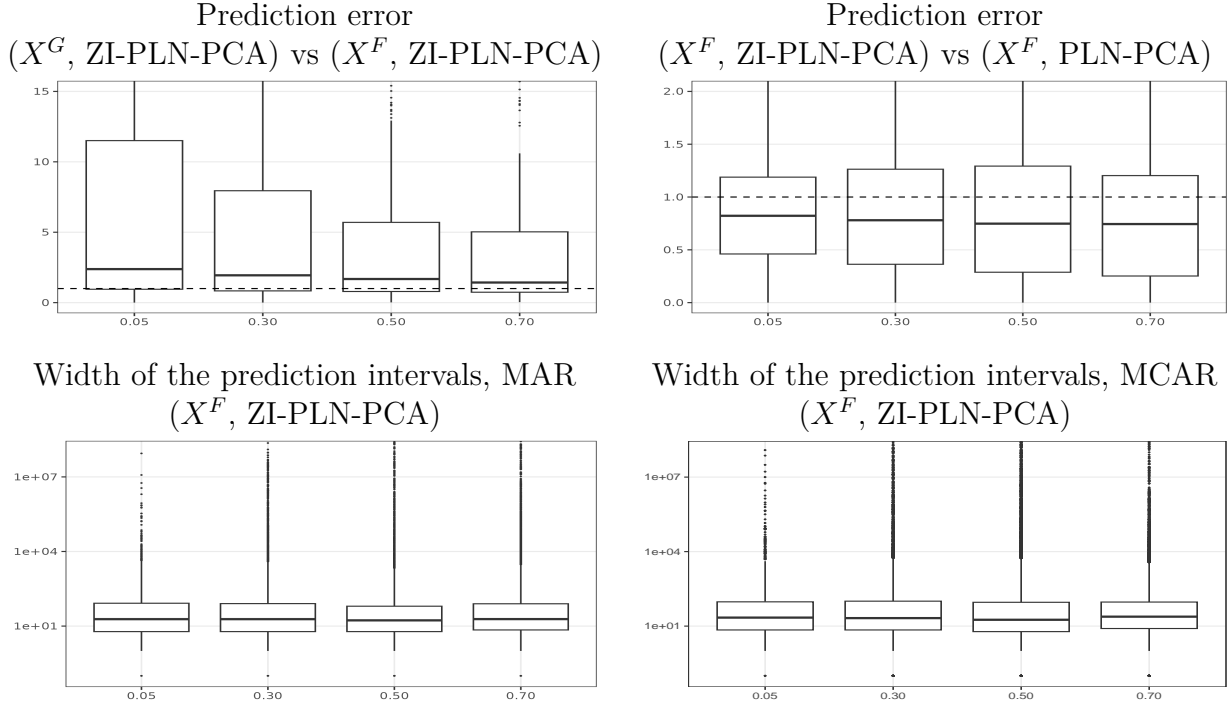 Prediction error
(X^G, ZI-PLN-PCA) vs (X^F, ZI-PLN-PCA)
15
10
5
0
0.05 0.30 0.50 0.70
Prediction error
(X^F, ZI-PLN-PCA) vs (X^F, PLN-PCA)
2.0
1.5
1.0
0.5
0.0
0.05 0.30 0.50 0.70
Width of the prediction intervals, MAR
(X^F, ZI-PLN-PCA)
1e+07
1e+04
1e+01
0.05 0.30 0.50 0.70
Width of the prediction intervals, MCAR
(X^F, ZI-PLN-PCA)
1e+07
1e+04
1e+01
0.05 0.30 0.50 0.70